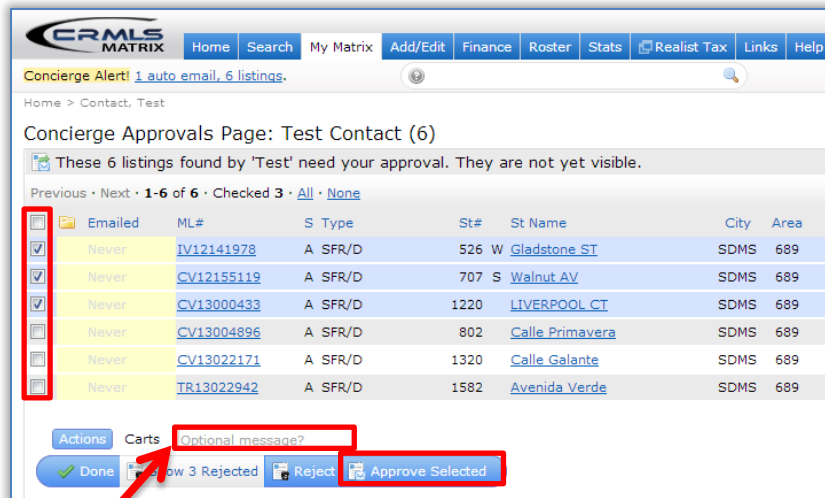 CRMLS
MATRIX
Home Search My Matrix Add/Edit Finance Roster Stats Realist Tax Links Help
Concierge Alert! 1 auto email, 6 listings.
Home > Contact, Test
Concierge Approvals Page: Test Contact (6)
These 6 listings found by 'Test' need your approval. They are not yet visible.
Previous · Next · 1-6 of 6 · Checked 3 · All · None
Emailed ML# S Type St# St Name City Area
Never IV12141978 A SFR/D 526 W Gladstone ST SDMS 689
Never CV12155119 A SFR/D 707 S Walnut AV SDMS 689
Never CV13000433 A SFR/D 1220 LIVERPOOL CT SDMS 689
Never CV13004896 A SFR/D 802 Calle Primavera SDMS 689
Never CV13022171 A SFR/D 1320 Calle Galante SDMS 689
Never TR13022942 A SFR/D 1582 Avenida Verde SDMS 689
Actions Carts Optional message?
Done 3 Rejected Reject Approve Selected